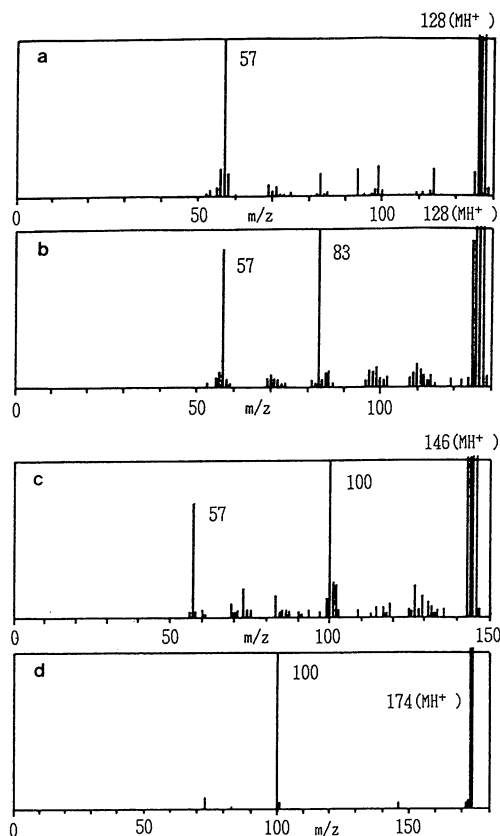 128(MH+ )
a
57
0 50 m/z 100 128(MH+ )
b
57
83
0 50 m/z 100
146(MH+ )
c
57
100
0 50 m/z 100 150
d
100
174(MH+ )
0 50 100 m/z 150